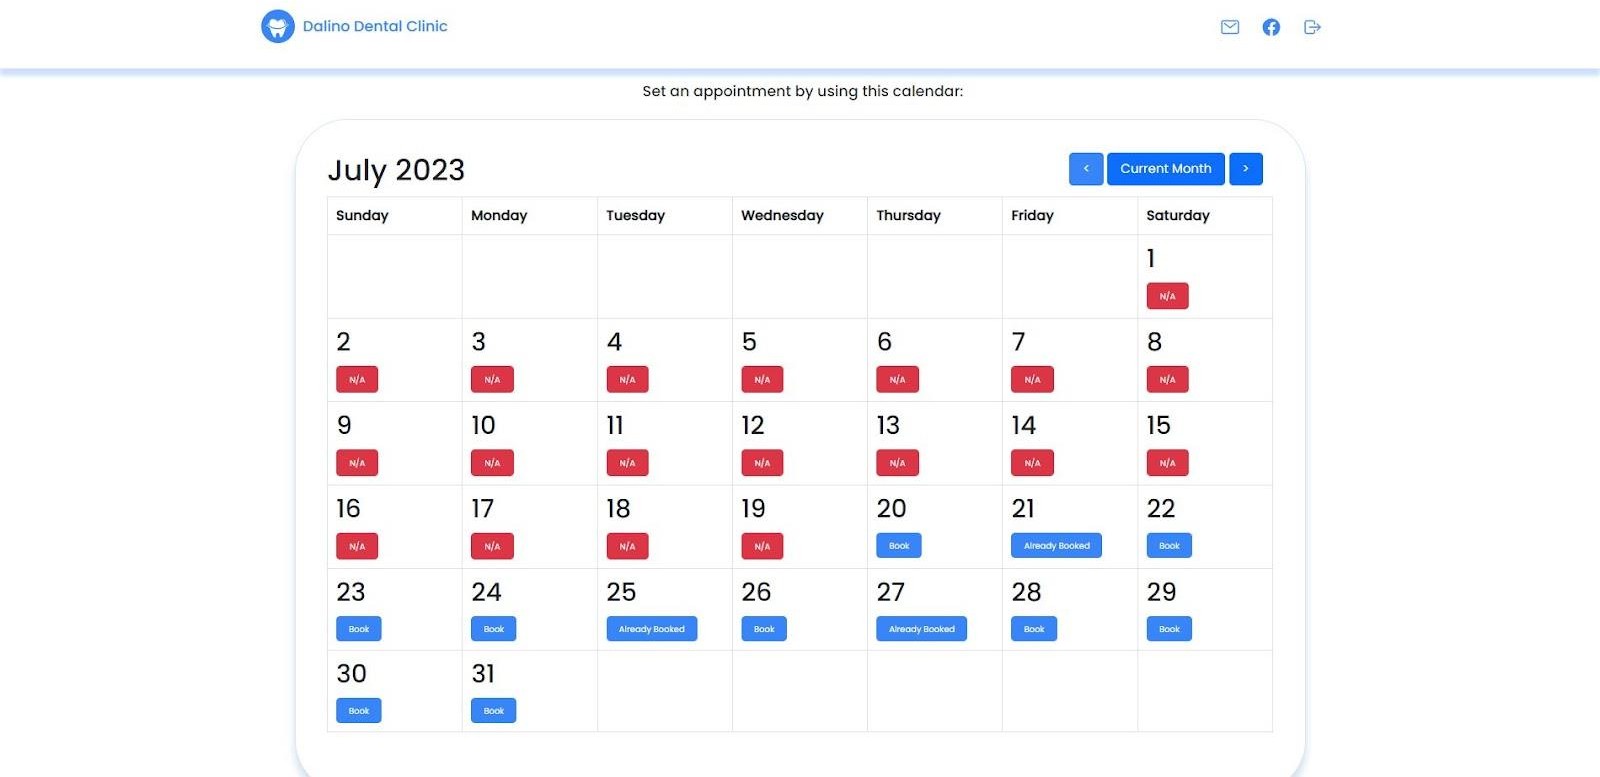 Dalino Dental Clinic
Set an appointment by using this calendar:
July 2023
< Current Month >
Sunday Monday Tuesday Wednesday Thursday Friday Saturday
1
N/A
2 3 4 5 6 7 8
N/A N/A N/A N/A N/A N/A N/A
9 10 11 12 13 14 15
N/A N/A N/A N/A N/A N/A N/A
16 17 18 19 20 21 22
N/A N/A N/A N/A Book Already Booked Book
23 24 25 26 27 28 29
Book Book Already Booked Book Already Booked Book Book
30 31
Book Book